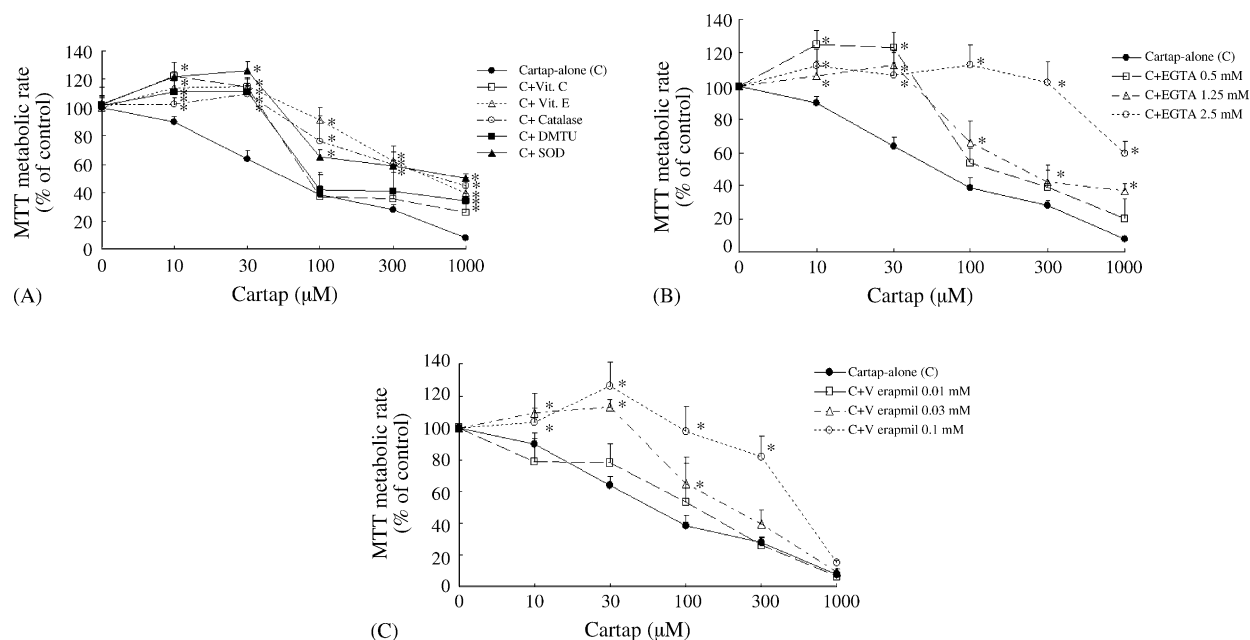 MTT metabolic rate
(% of control)
140
120
100
80
60
40
20
0
0 10 30 100 300 1000
Cartap (μM)
(A)
Cartap-alone (C)
C+Vit. C
C+ Vit. E
C+ Catalase
C+ DMTU
C+ SOD
MTT metabolic rate
(% of control)
140
120
100
80
60
40
20
0
0 10 30 100 300 1000
Cartap (μM)
(B)
Cartap-alone (C)
C+EGTA 0.5 mM
C+EGTA 1.25 mM
C+EGTA 2.5 mM
MTT metabolic rate
(% of control)
140
120
100
80
60
40
20
0
0 10 30 100 300 1000
Cartap (μM)
(C)
Cartap-alone (C)
C+V erapmil 0.01 mM
C+V erapmil 0.03 mM
C+V erapmil 0.1 mM